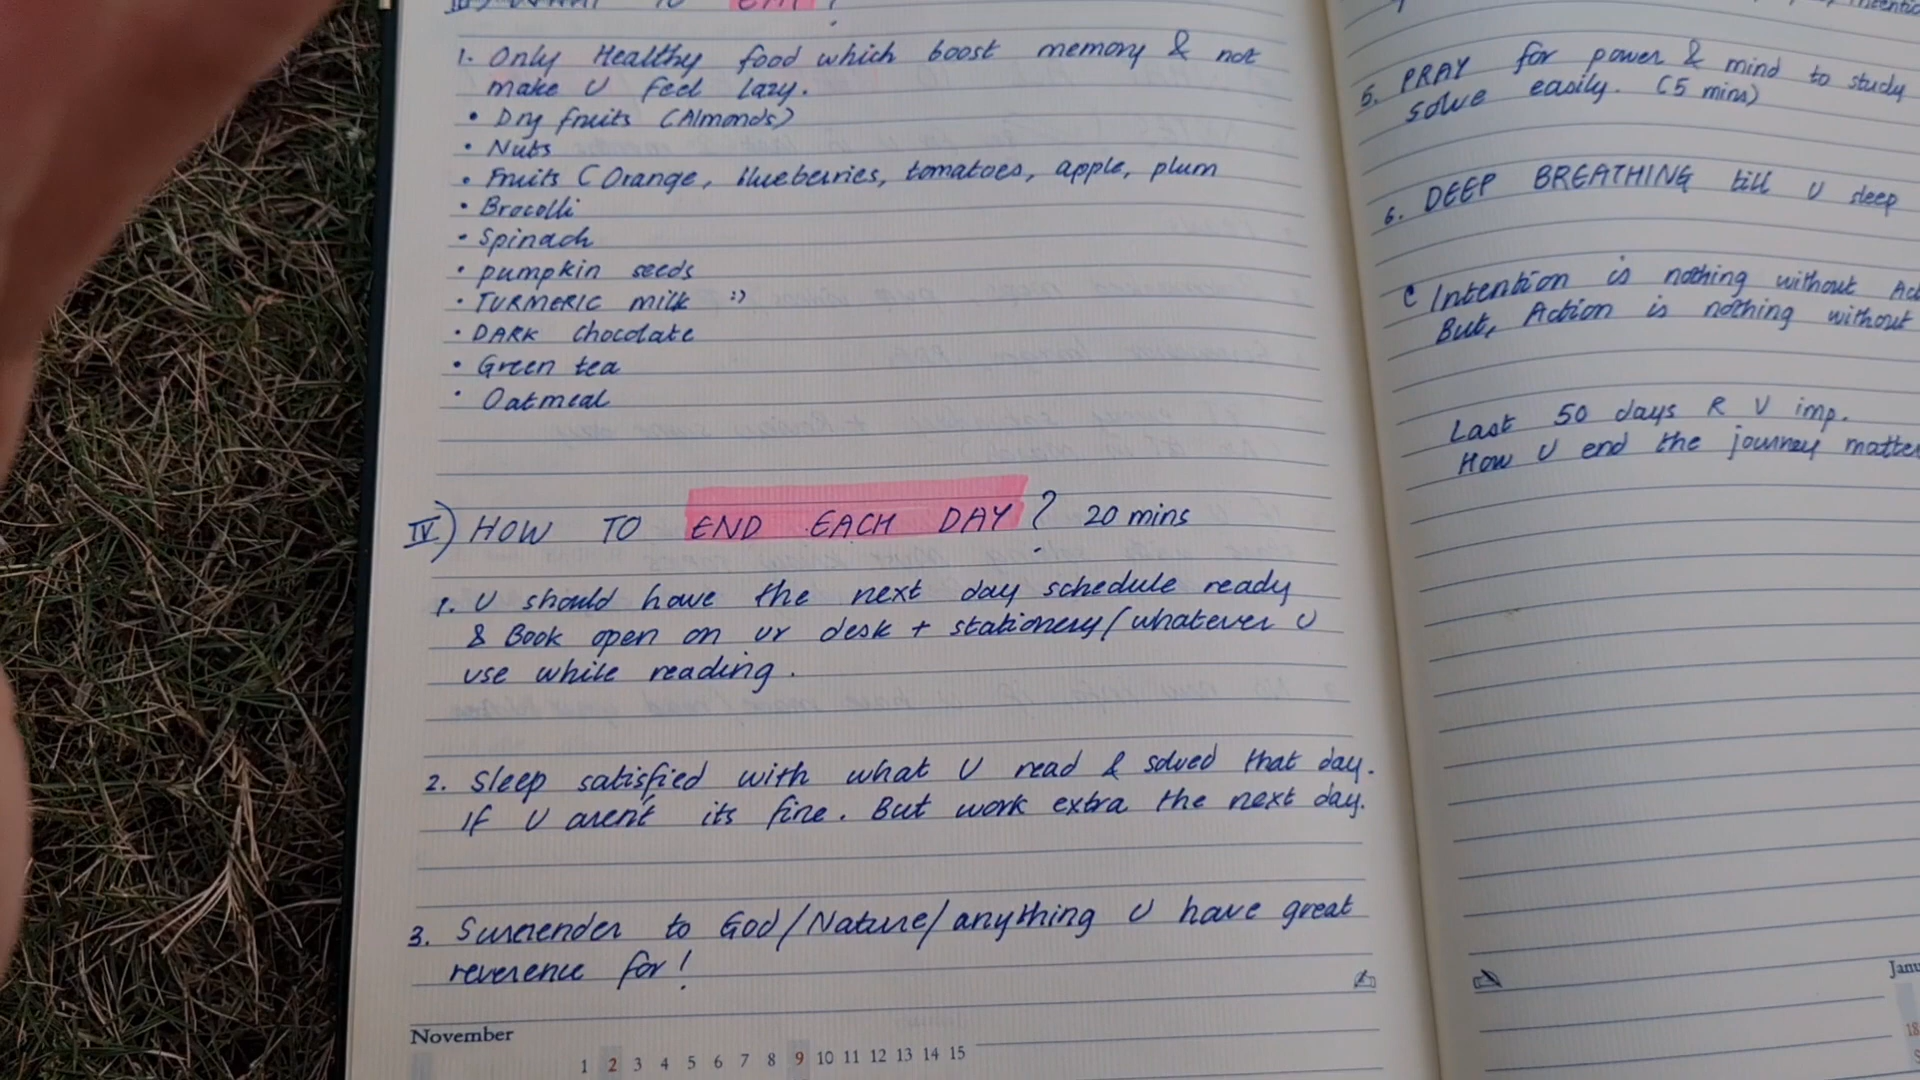 TO EAT?
1. Only Healthy food which boost memory & not
make U feel lazy.
• Dry fruits (Almonds)
• Nuts
• Fruits (Orange, blueberries, tomatoes, apple, plum
• Brocolli
• Spinach
• pumpkin seeds
• TURMERIC milk :)
• DARK chocolate
• Green tea
• Oatmeal
IV) HOW TO END EACH DAY? 20 mins
1. U should have the next day schedule ready
& Book open on ur desk + stationery/whatever U
use while reading.
2. Sleep satisfied with what U read & solved that day.
If U aren't its fine. But work extra the next day.
3. Surrender to God/Nature/anything U have great
reverence for!
November
1 2 3 4 5 6 7 8 9 10 11 12 13 14 15
5. PRAY for power & mind to study
solve easily. (5 mins)
6. DEEP BREATHING till U sleep
Intention is nothing without
But, Action is nothing without
Last 50 days R V imp.
How U end the journey
18